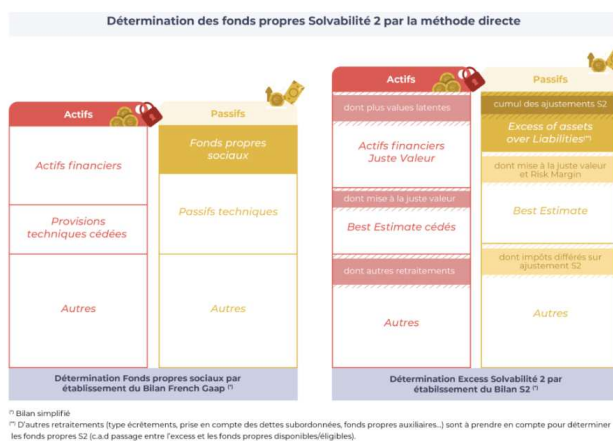 Détermination des fonds propres Solvabilité 2 par la méthode directe
Actifs
Passifs
Actifs financiers
Provisions
techniques cédées
Autres
Fonds propres
sociaux
Passifs techniques
Autres
Détermination Fonds propres sociaux par
établissement du Bilan French Gaap (*)
Actifs
Passifs
dont plus values latentes
Actifs financiers
Juste Valeur
dont mise à la juste valeur
Best Estimate cédés
dont autres retraitements
Autres
cumul des ajustements S2
Excess of assets
over Liabilities(**)
dont mise à la juste valeur
et Risk Margin
Best Estimate
dont impôts différés sur
ajustement S2
Autres
Détermination Excess Solvabilité 2 par
établissement du Bilan S2 (*)
(*) Bilan simplifié
(**) D'autres retraitements (type écrêtements, prise en compte des dettes subordonnées, fonds propres auxiliaires...) sont à prendre en compte pour déterminer
les fonds propres S2 (c.a.d passage entre l'excess et les fonds propres disponibles/éligibles).